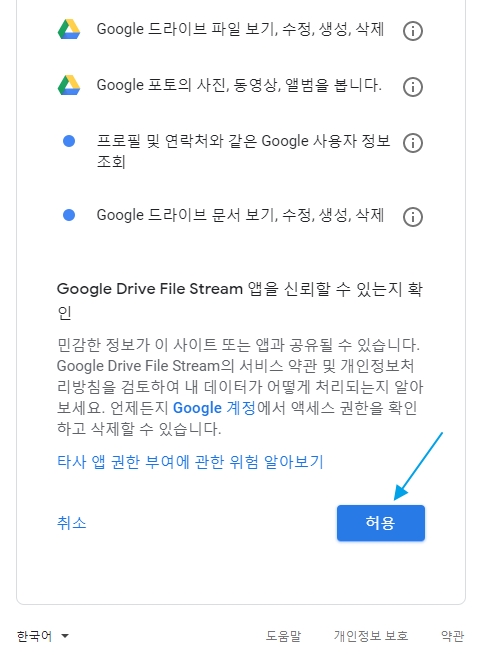 Google 드라이브 파일 보기, 수정, 생성, 삭제
Google 포토의 사진, 동영상, 앨범을 봅니다.
프로필 및 연락처와 같은 Google 사용자 정보
조회
Google 드라이브 문서 보기, 수정, 생성, 삭제
Google Drive File Stream 앱을 신뢰할 수 있는지 확
인
민감한 정보가 이 사이트 또는 앱과 공유될 수 있습니다.
Google Drive File Stream의 서비스 약관 및 개인정보처
리방침을 검토하여 내 데이터가 어떻게 처리되는지 알아
보세요. 언제든지 Google 계정에서 액세스 권한을 확인
하고 삭제할 수 있습니다.
타사 앱 권한 부여에 관한 위험 알아보기
취소 허용
한국어 도움말 개인정보 보호 약관